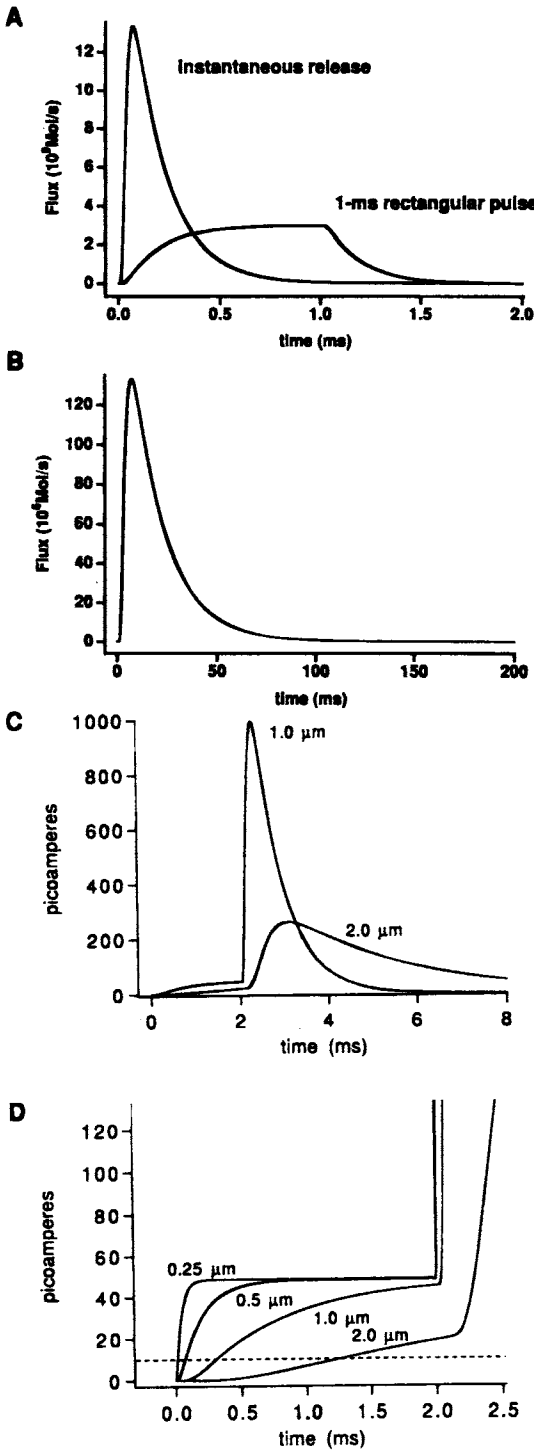 A
12
10
8
6
4
2
0
Flux (10⁹Mol/s)
instantaneous release
1-ms rectangular pulse
0.0 0.5 1.0 1.5 2.0
time (ms)
B
120
100
80
60
40
20
0
Flux (10⁶Mol/s)
0 50 100 150 200
time (ms)
C
1000
800
600
400
200
0
picoamperes
1.0 µm
2.0 µm
0 2 4 6 8
time (ms)
D
120
100
80
60
40
20
0
picoamperes
0.25 µm
0.5 µm
1.0 µm
2.0 µm
0.0 0.5 1.0 1.5 2.0 2.5
time (ms)